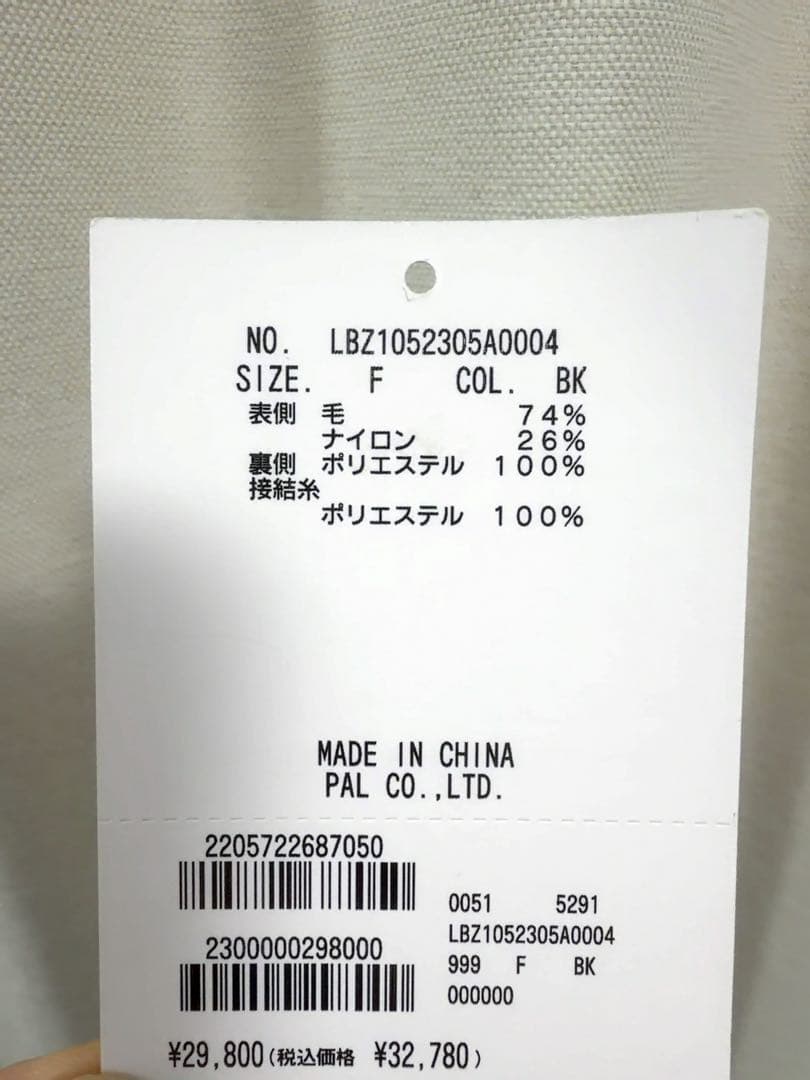 NO. LBZ1052305A0004
SIZE. F COL. BK
表側 毛 74%
ナイロン 26%
裏側 ポリエステル 100%
接結糸
ポリエステル 100%
MADE IN CHINA
PAL CO.,LTD.
2205722687050
2300000298000
0051 5291
LBZ1052305A0004
999 F BK
000000
¥29,800(税込価格 ¥32,780)